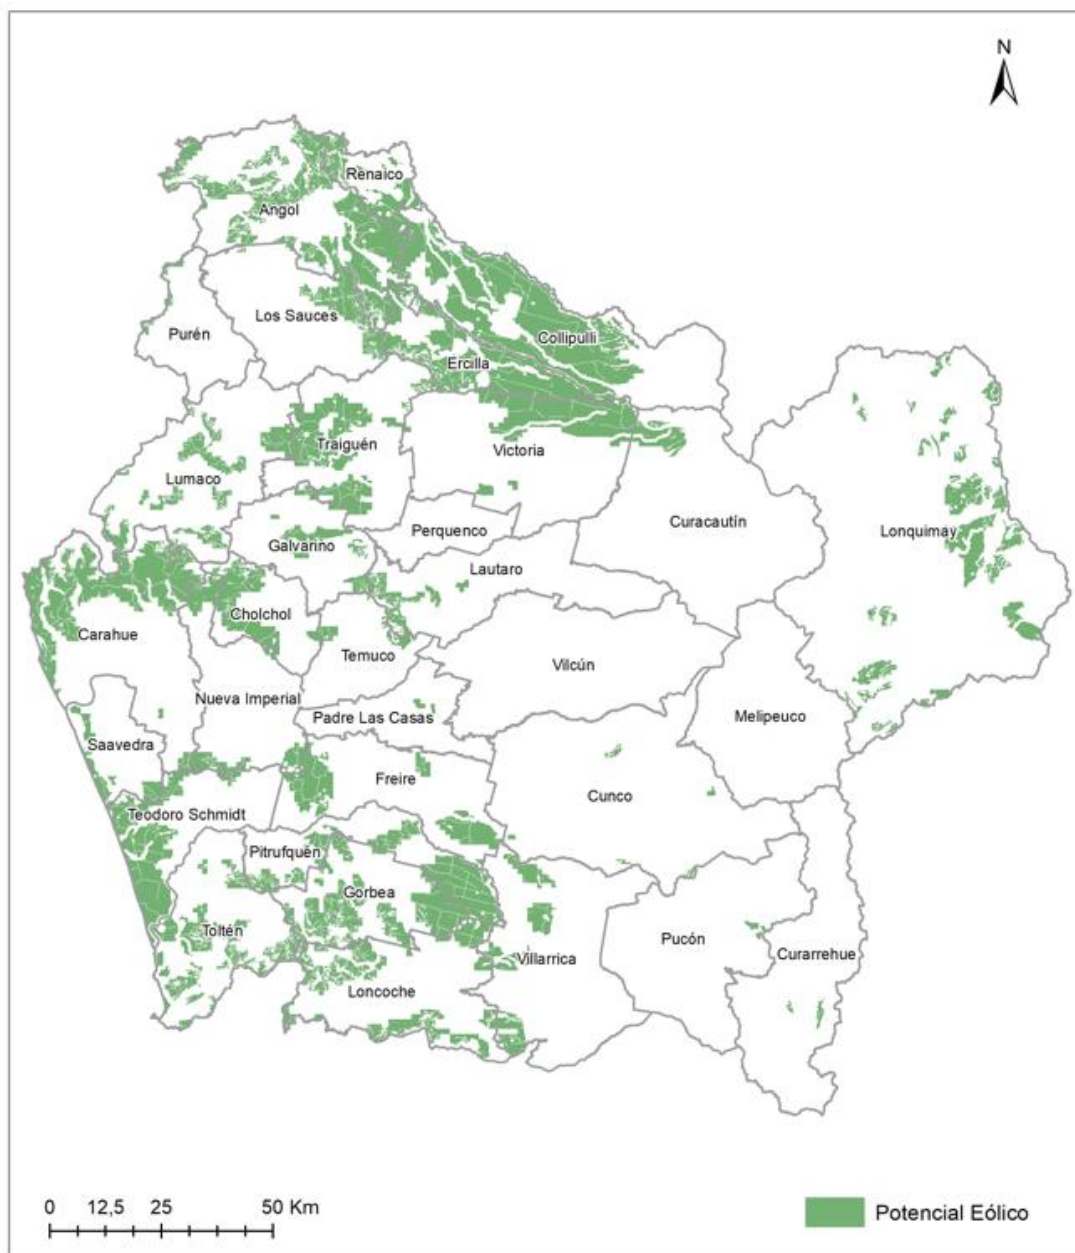 N
Renaico
Angol
Los Sauces
Purén
Collipulli
Ercilla
Traiguén
Victoria
Lumaco
Curacautín
Perquenco
Lonquimay
Galvarino
Lautaro
Cholchol
Carahue
Temuco
Vilcún
Nueva Imperial
Padre Las Casas
Melipeuco
Saavedra
Freire
Cunco
Teodoro Schmidt
Pitrufquén
Gorbea
Toltén
Pucón
Villarrica
Curarrehue
Loncoche
0 12,5 25 50 Km
Potencial Eólico